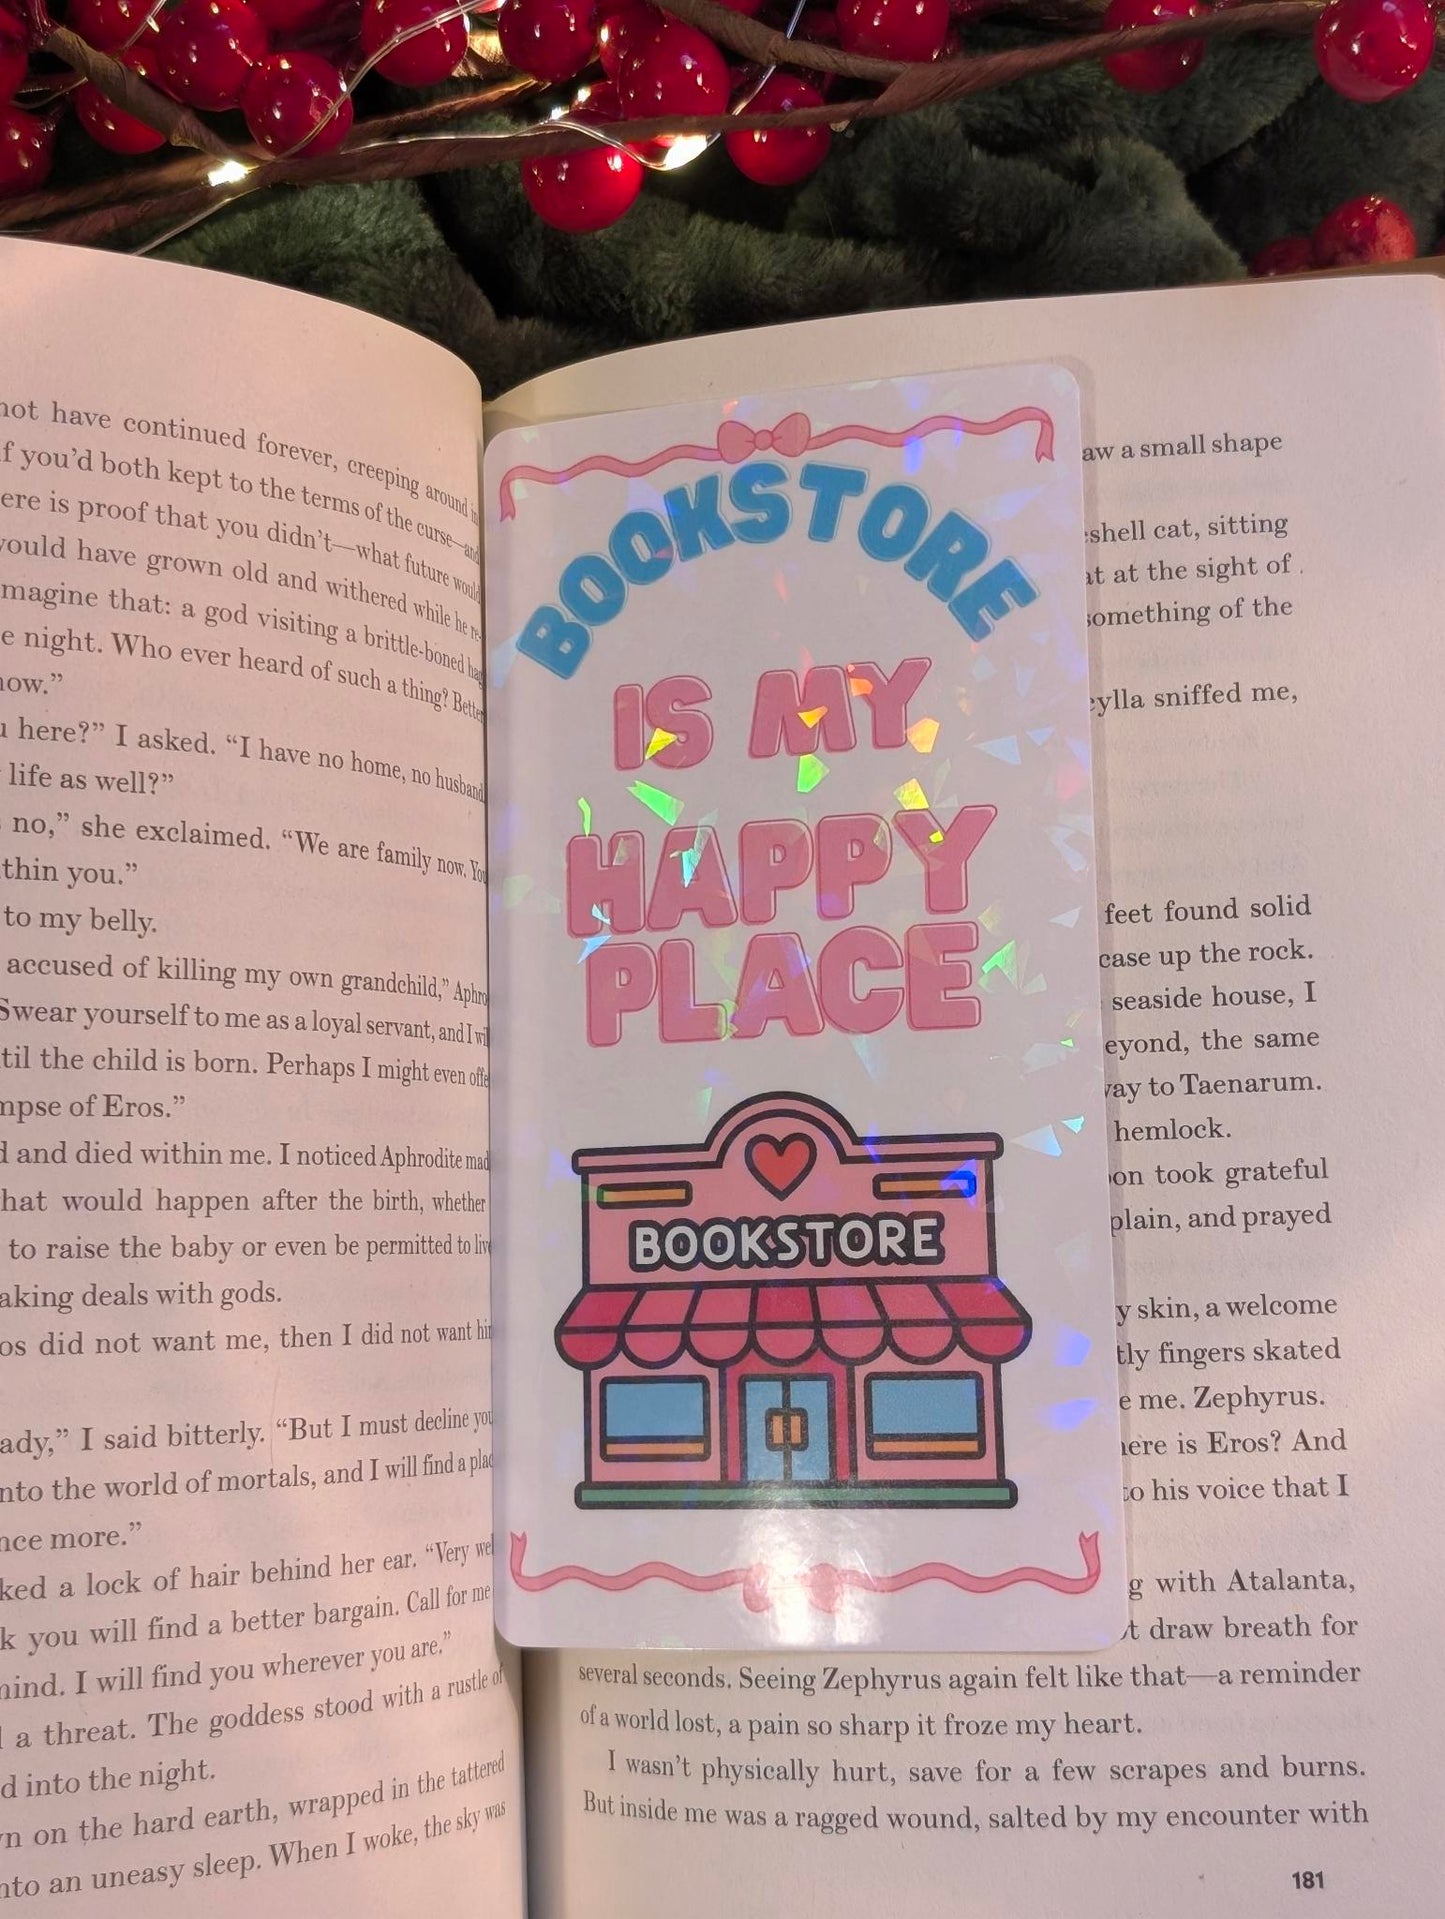 not have continued forever, creeping around
f you'd both kept to the terms of the curse—and
ere is proof that you didn't—what future would
would have grown old and withered while he re-
magine that: a god visiting a brittle-boned hag
e night. Who ever heard of such a thing? Better
now."
here?" I asked. "I have no home, no husband
life as well?"
no," she exclaimed. "We are family now. You
thin you."
to my belly.
accused of killing my own grandchild," Aphro
Swear yourself to me as a loyal servant, and I wil
til the child is born. Perhaps I might even offe
mpse of Eros."
d and died within me. I noticed Aphrodite mad
hat would happen after the birth, whether
to raise the baby or even be permitted to live
aking deals with gods.
os did not want me, then I did not want hi
ady," I said bitterly. "But I must decline you
nto the world of mortals, and I will find a plac
nce more."
ked a lock of hair behind her ear. "Very wel
k you will find a better bargain. Call for me
mind. I will find you wherever you are."
a threat. The goddess stood with a rustle of
d into the night.
n on the hard earth, wrapped in the tattered
nto an uneasy sleep. When I woke, the sky was
BOOKSTORE
IS MY
HAPPY
PLACE
BOOKSTORE
aw a small shape
shell cat, sitting
at at the sight of
something of the
cylla sniffed me,
feet found solid
case up the rock.
seaside house, I
eyond, the same
way to Taenarum.
hemlock.
on took grateful
plain, and prayed
y skin, a welcome
tly fingers skated
e me. Zephyrus.
here is Eros? And
to his voice that I
g with Atalanta,
t draw breath for
several seconds. Seeing Zephyrus again felt like that—a reminder
of a world lost, a pain so sharp it froze my heart.
I wasn't physically hurt, save for a few scrapes and burns.
But inside me was a ragged wound, salted by my encounter with
181